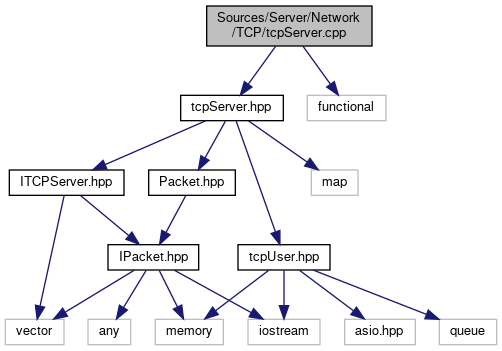 Sources/Server/Network
/TCP/tcpServer.cpp
tcpServer.hpp
functional
ITCPServer.hpp
Packet.hpp
map
IPacket.hpp
tcpUser.hpp
vector
any
memory
iostream
asio.hpp
queue